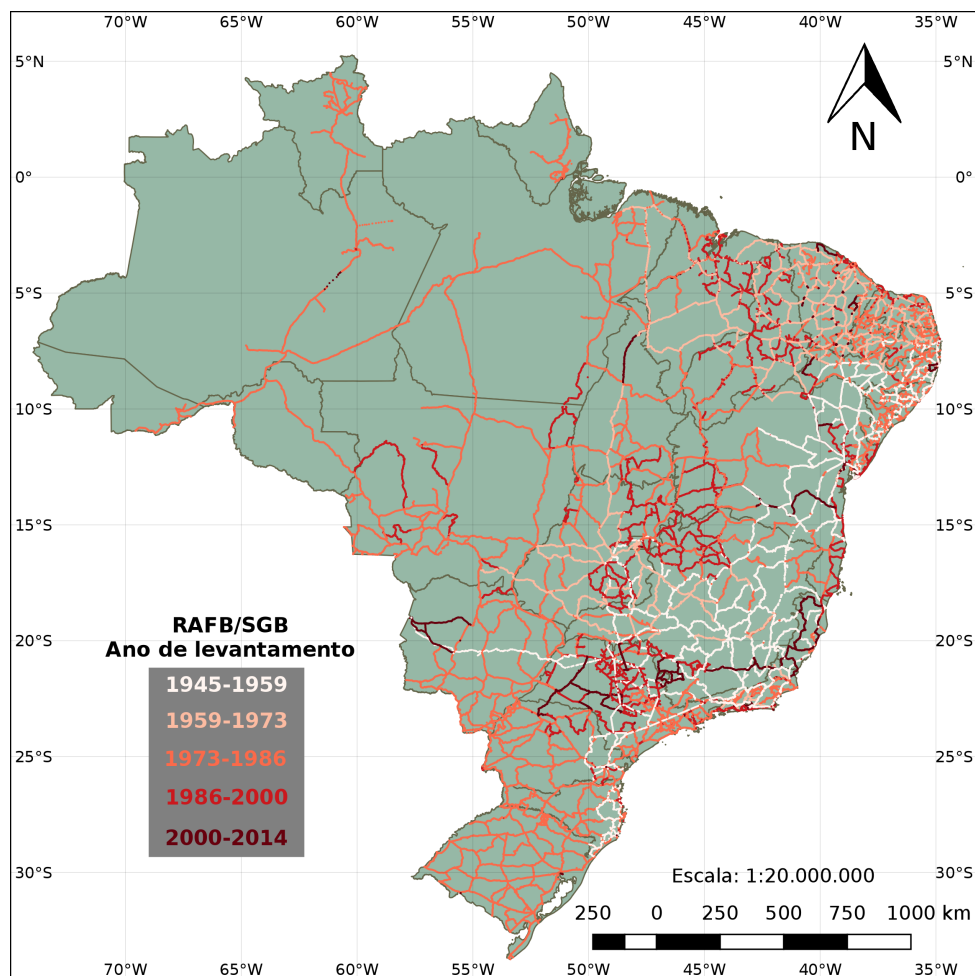 70°W 65°W 60°W 55°W 50°W 45°W 40°W 35°W
5°N 5°N
N
0° 0°
5°S 5°S
10°S 10°S
15°S 15°S
RAFB/SGB
20°S 20°S
Ano de levantamento
1945-1959
1959-1973
1973-1986
25°S 25°S
1986-2000
2000-2014
30°S 30°S
Escala: 1:20.000.000
250 0 250 500 750 1000 km
70°W 65°W 60°W 55°W 50°W 45°W 40°W 35°W